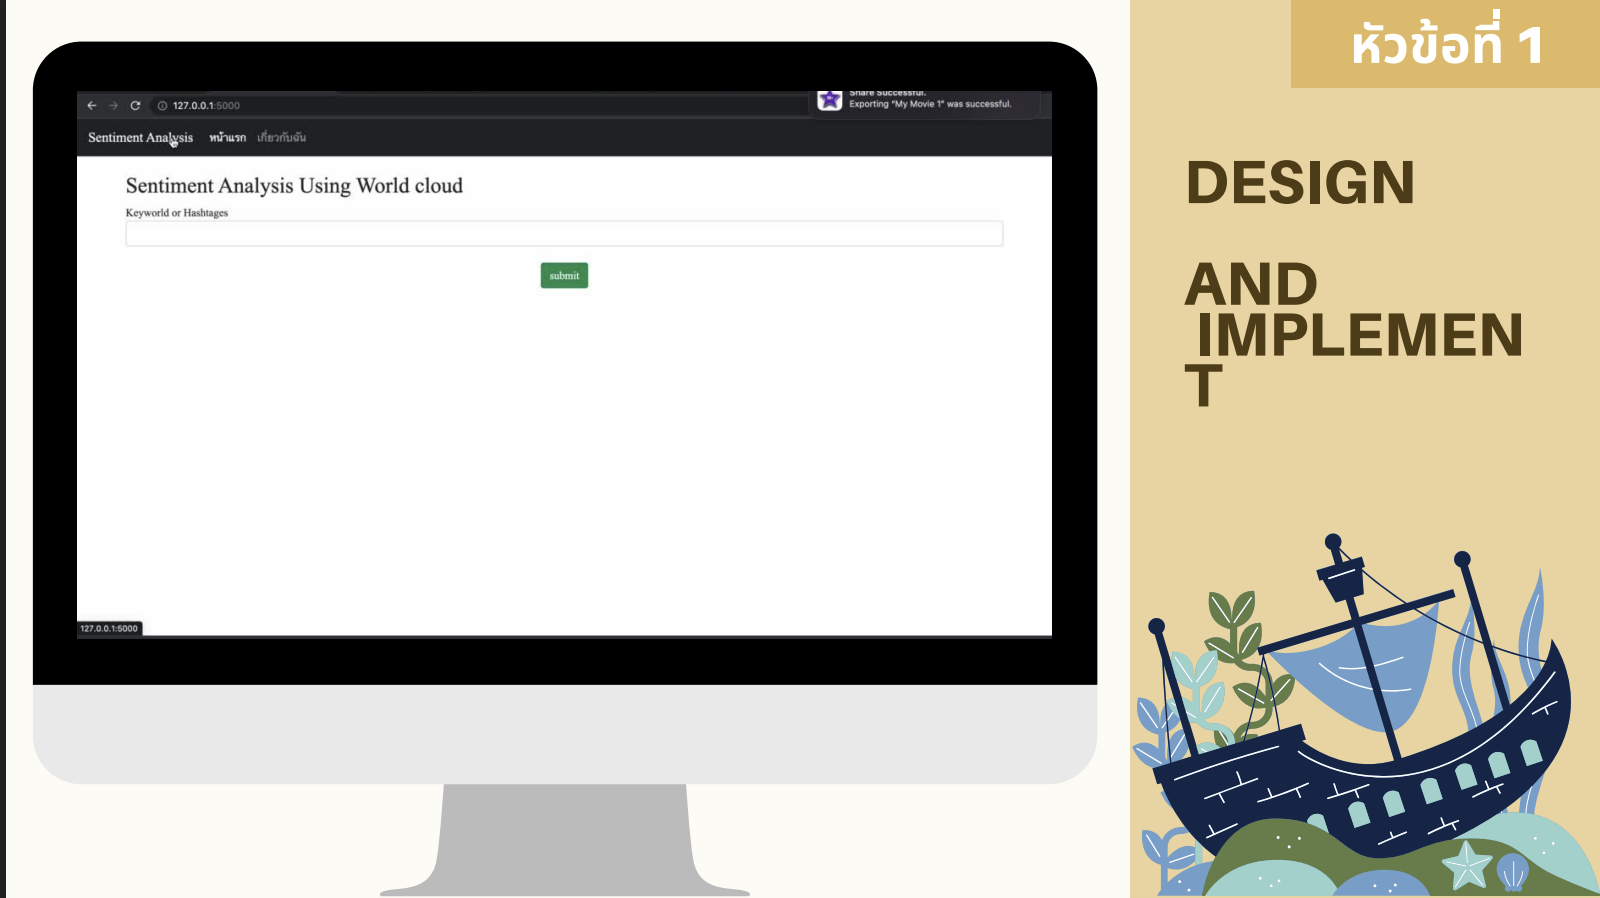 หัวข้อที่ 1
Share Successful.
Exporting "My Movie 1" was successful.
127.0.0.1:5000
Sentiment Analysis หน้าแรก เกี่ยวกับฉัน
Sentiment Analysis Using World cloud
Keyworld or Hashtages
submit
127.0.0.1:5000
DESIGN
AND
IMPLEMEN
T